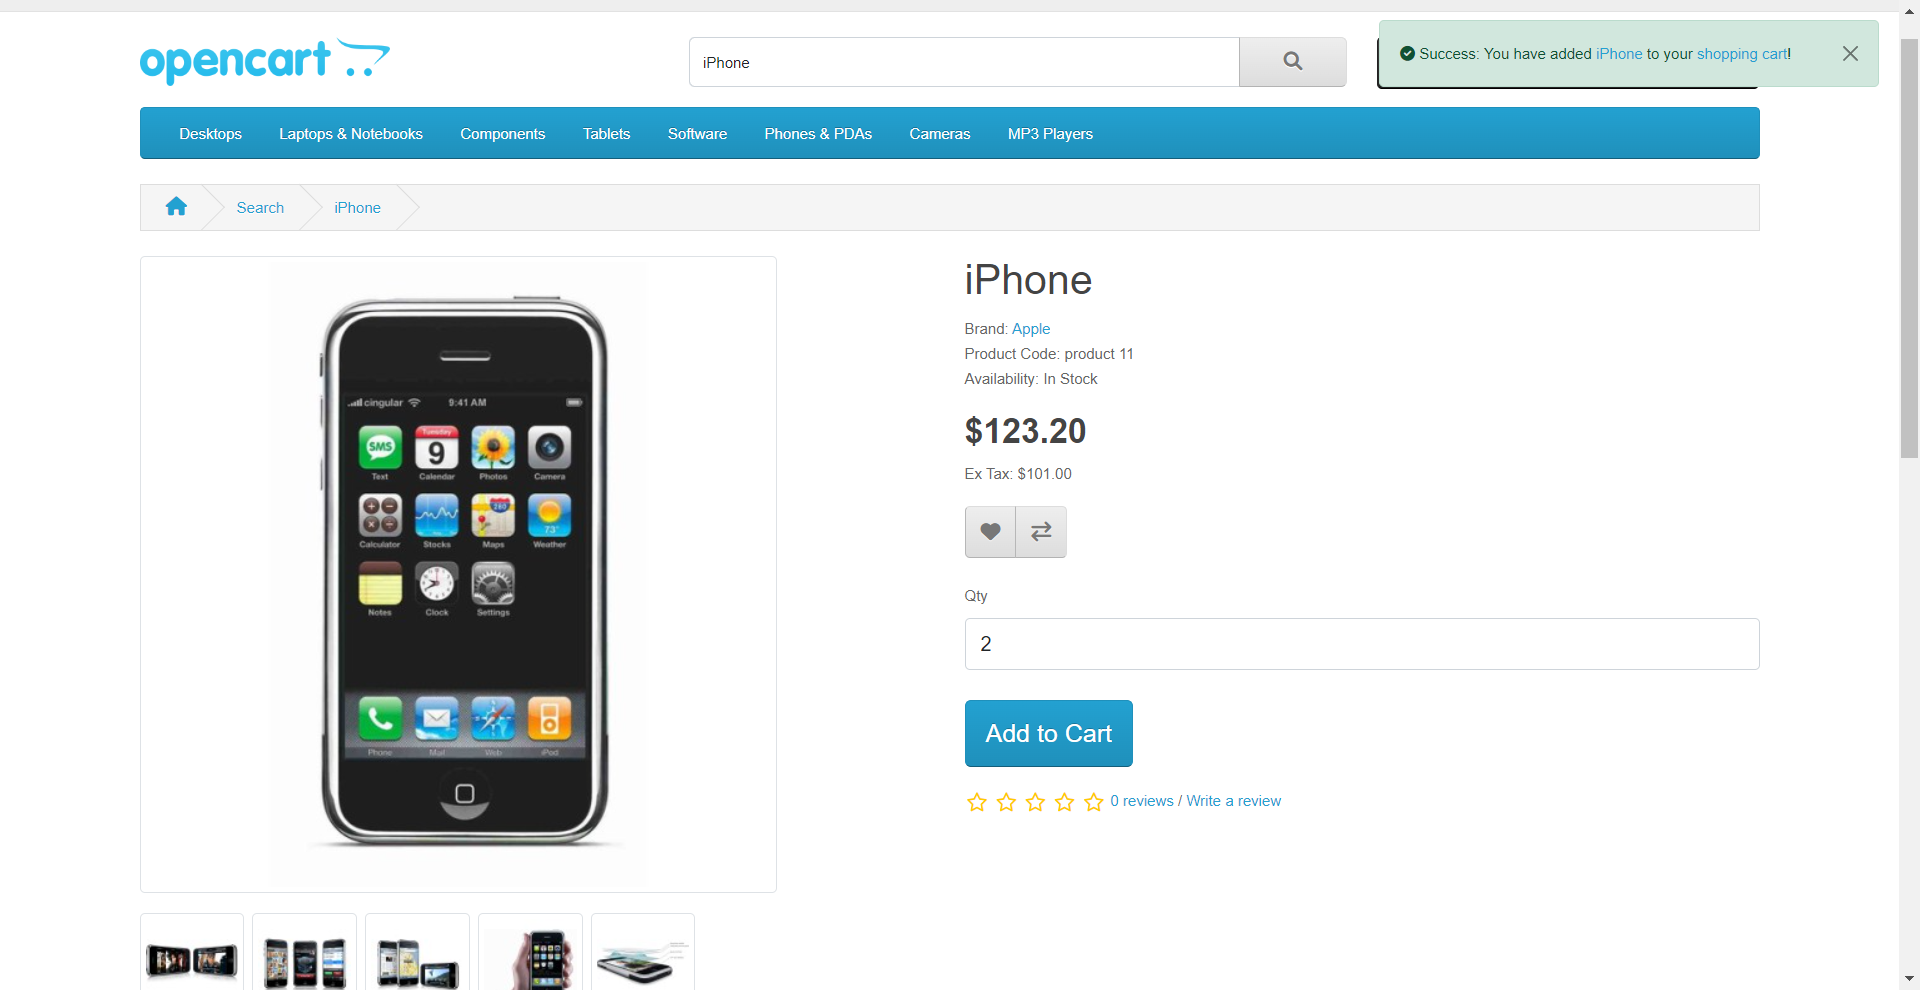 opencart
iPhone
Success: You have added iPhone to your shopping cart!
Desktops
Laptops & Notebooks
Components
Tablets
Software
Phones & PDAs
Cameras
MP3 Players
Search
iPhone
iPhone
Brand: Apple
Product Code: product 11
Availability: In Stock
$123.20
Ex Tax: $101.00
Qty
2
Add to Cart
0 reviews / Write a review
cingular 9:41 AM
SMS
Tuesday
9
Text Calendar Photos Camera
280
73°
Calculator Stocks Maps Weather
Notes Clock Settings
Phone Mail Web iPod